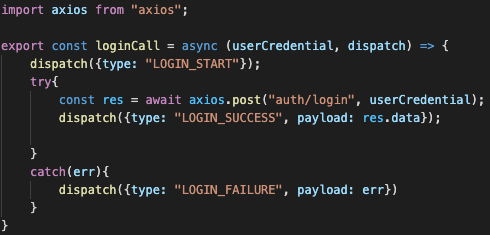 import axios from "axios";
export const loginCall = async (userCredential, dispatch) => {
dispatch({type: "LOGIN_START"});
try{
const res = await axios.post("auth/login", userCredential);
dispatch({type: "LOGIN_SUCCESS", payload: res.data});
}
catch(err){
dispatch({type: "LOGIN_FAILURE", payload: err})
}
}